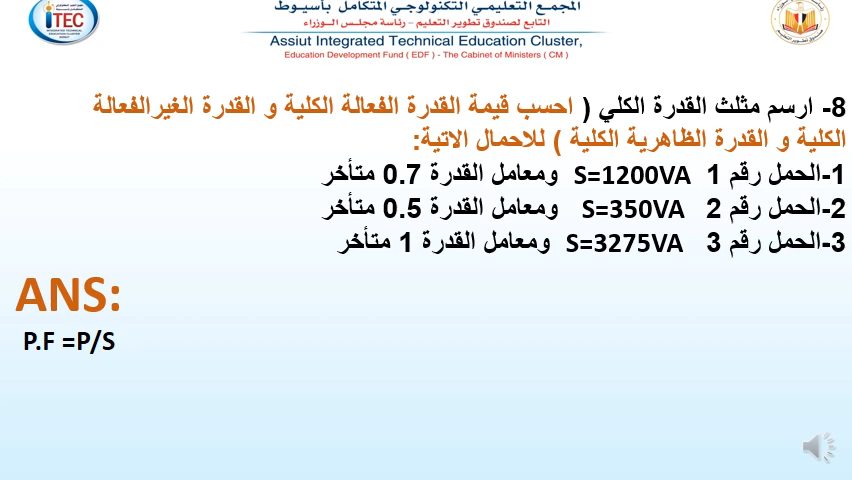 iTEC
المجمع التعليمي التكنولوجي المتكامل بأسيوط
التابع لصندوق تطوير التعليم - رئاسة مجلس الوزراء
Assiut Integrated Technical Education Cluster,
Education Development Fund ( EDF) - The Cabinet of Ministers ( CM)
8- ارسم مثلث القدرة الكلي ( احسب قيمة القدرة الفعالة الكلية و القدرة الغيرالفعالة
الكلية و القدرة الظاهرية الكلية ) للاحمال الاتية:
1-الحمل رقم 1 S=1200VA ومعامل القدرة 0.7 متأخر
2-الحمل رقم 2 S=350VA ومعامل القدرة 0.5 متأخر
3-الحمل رقم 3 S=3275VA ومعامل القدرة 1 متأخر
ANS:
P.F =P/S